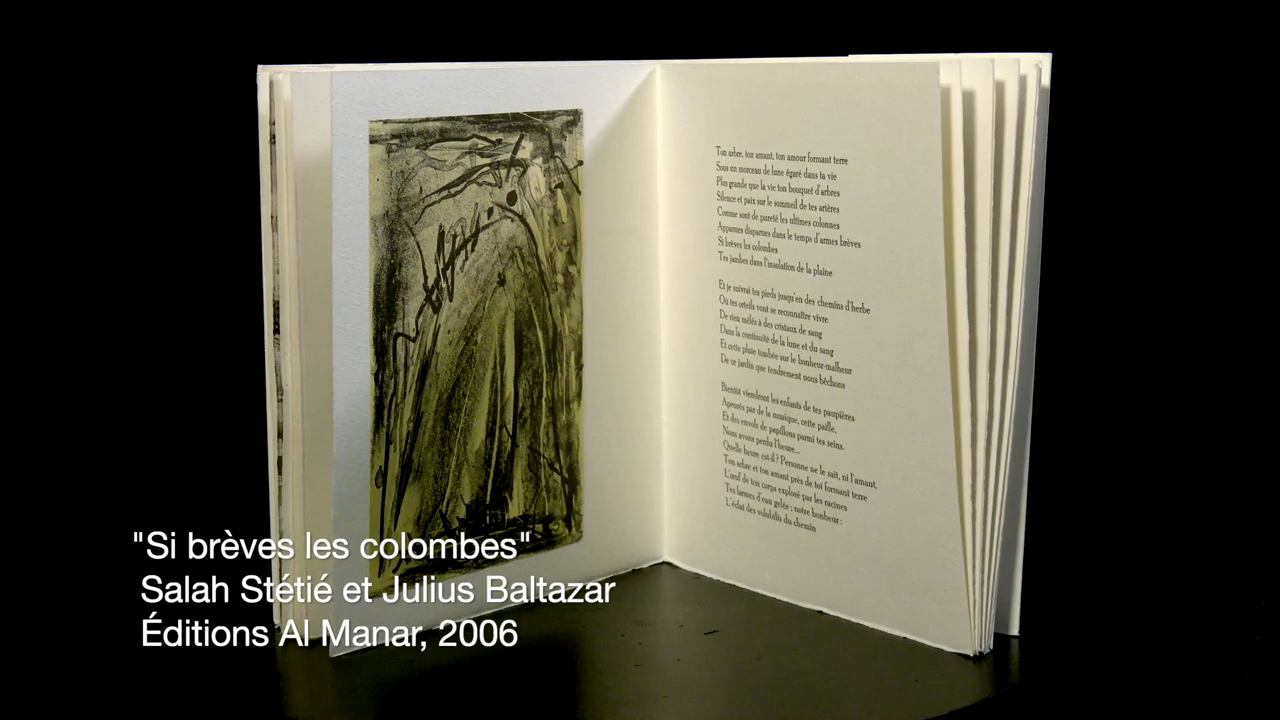 Ton arbre, ton amant, ton amour formant terre
Sous un morceau de lune égaré dans ta vie
Plus grande que la vie ton bouquet d'arbres
Silence et paix sur le sommeil de tes artères
Comme sont de pureté les ultimes colonnes
Apparues disparues dans le temps d'armes brèves
Si brèves les colombes
Tes jambes dans l'insolation de la plaine
Et je suivrai tes pieds jusqu'en des chemins d'herbe
Où tes orteils vont se reconnaître vivre
De rien mêlés à des cristaux de sang
Dans la continuité de la lune et du sang
Et cette pluie tombée sur le bonheur-malheur
De ce jardin que tendrement nous bêchons
Bientôt viendront les enfants de tes paupières
Apeurés par de la musique, cette paille,
Et des envols de papillons parmi tes seins.
Nous avons perdu l'heure...
Quelle heure est-il ? Personne ne le sait, ni l'amant,
Ton arbre et ton amant près de toi formant terre
L'œuf de ton corps explosé par les racines
Tes larmes d'eau gelée ; notre bonheur :
L'éclat des volubilis du chemin
"Si brèves les colombes"
Salah Stétié et Julius Baltazar
Éditions Al Manar, 2006